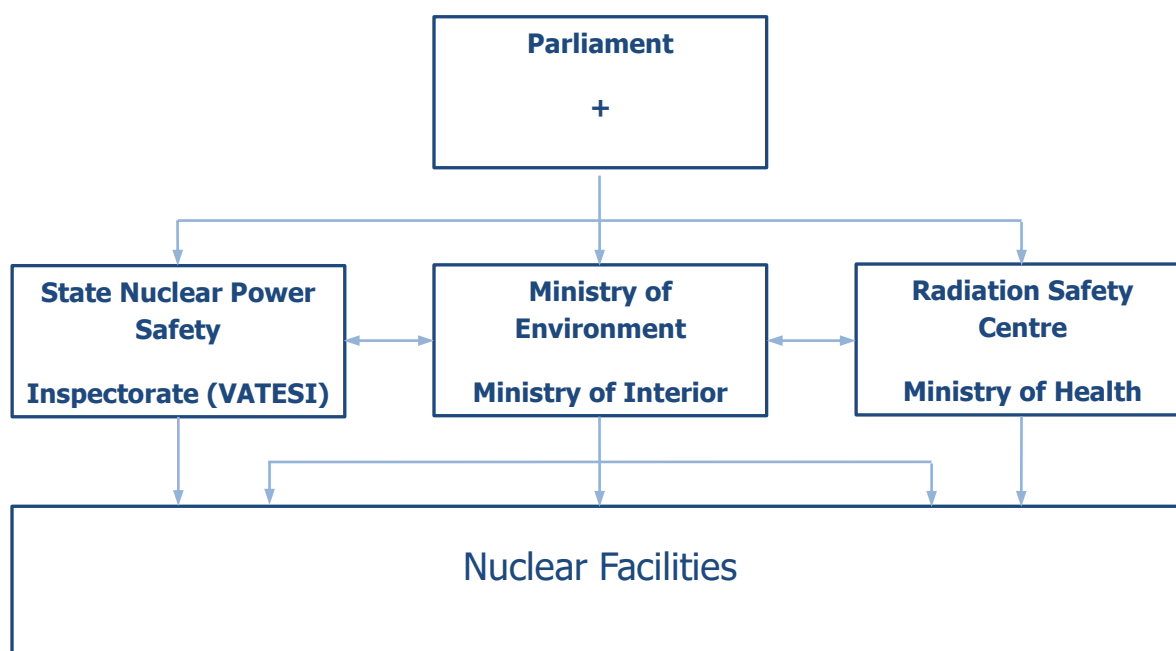 Parliament
+
State Nuclear Power
Safety
Inspectorate (VATESI)
Ministry of
Environment
Ministry of Interior
Radiation Safety
Centre
Ministry of Health
Nuclear Facilities